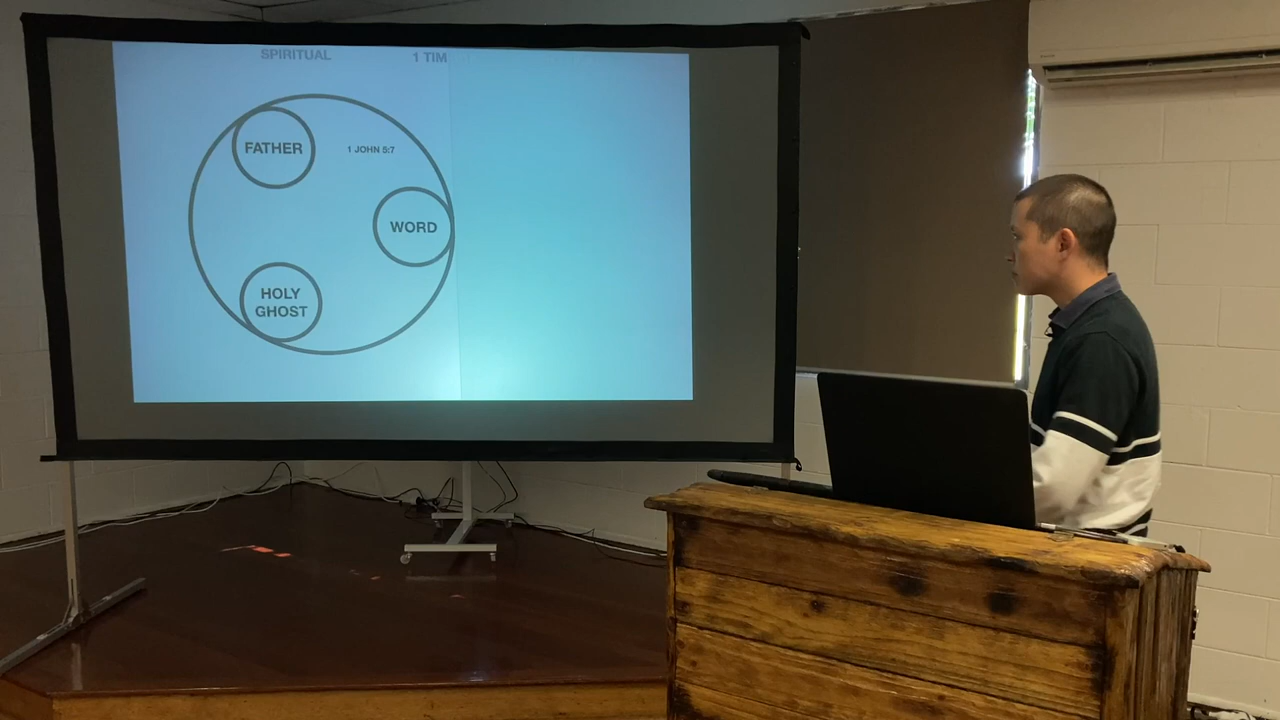 SPIRITUAL 1 TIM
FATHER
1 JOHN 5:7
WORD
HOLY
GHOST